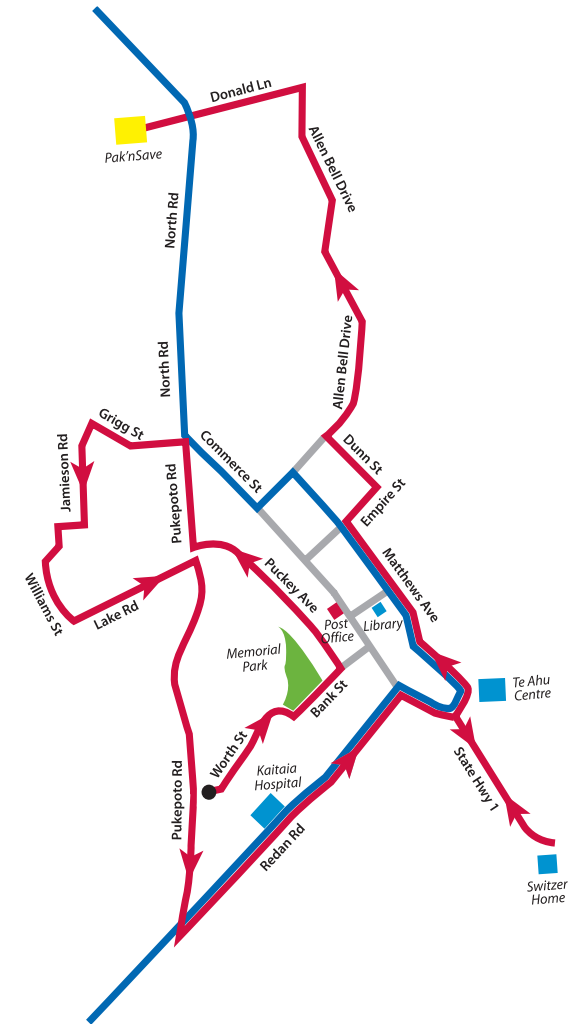 Donald Ln
Pak'nSave
Allen Bell Drive
North Rd
Allen Bell Drive
North Rd
Grigg St
Commerce St
Dunn St
Jamieson Rd
Pukepoto Rd
Empire St
Matthews Ave
Puckey Ave
Williams St
Lake Rd
Post
Office
Library
Memorial
Park
Te Ahu
Centre
Bank St
Worth St
Kaitaia
Hospital
State Hwy 1
Pukepoto Rd
Redan Rd
Switzer
Home